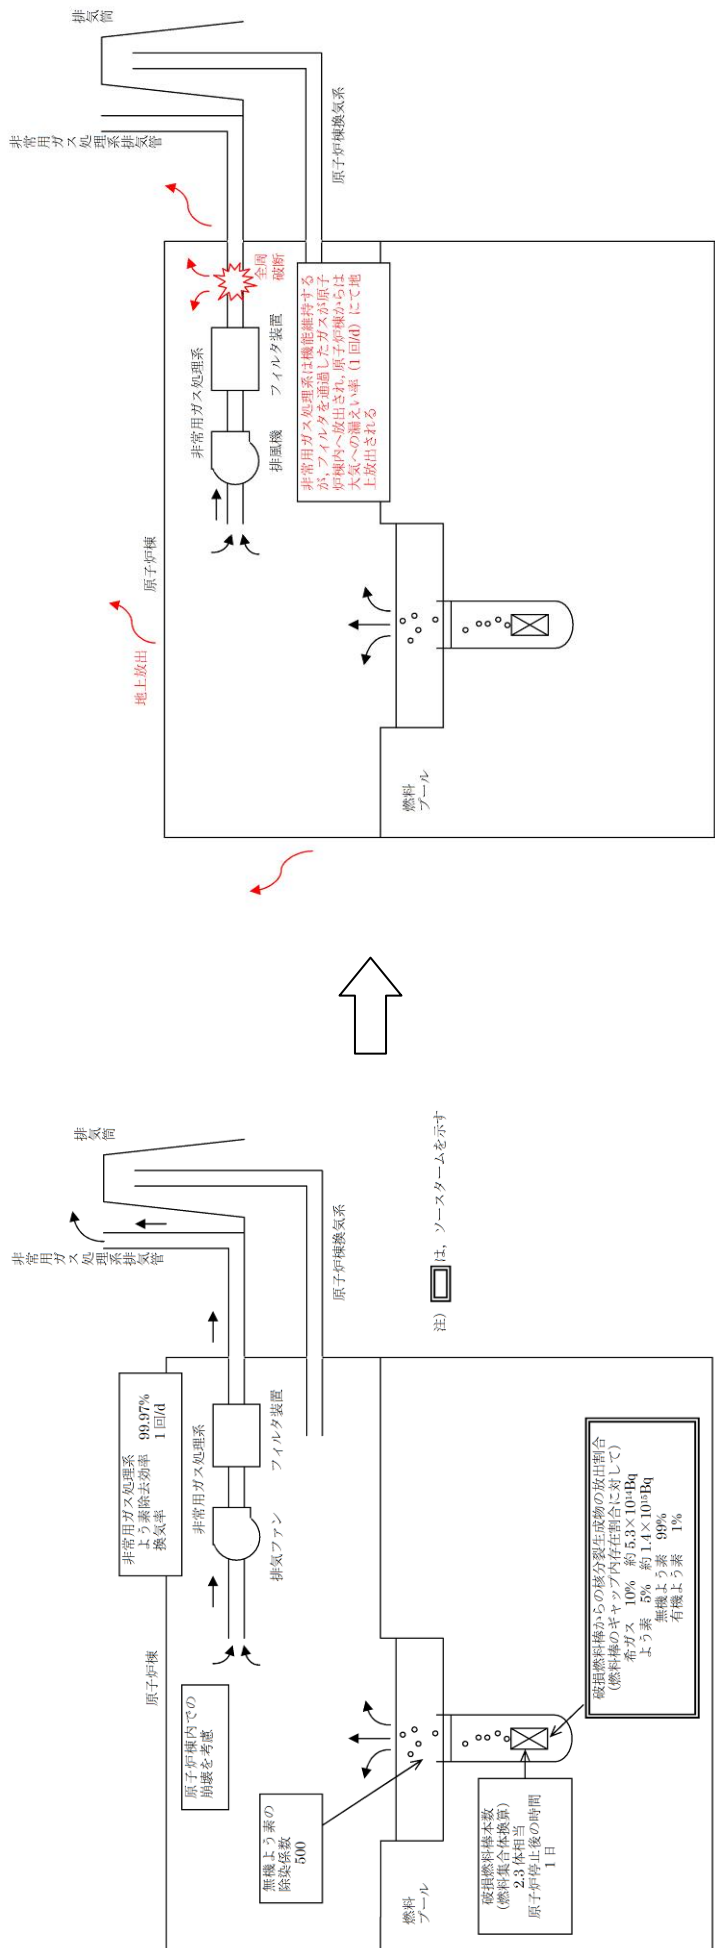 非常用ガス処理系
よう素除去効率 99.97%
換気率 1回/d
原子炉棟
原子炉棟内での
崩壊を考慮
非常用ガス処理系
排気ファン
フィルタ装置
非常用ガス処理系排気管
排気筒
原子炉棟換気系
無機よう素の
除染係数
500
燃料
プール
破損燃料棒本数
(燃料集合体換算)
2.3 体相当
原子炉停止後の時間
1日
破損燃料棒からの核分裂生成物の放出割合
(燃料棒のギャップ内存在割合に対して)
希ガス 10% 約 5.3×10¹⁴Bq
よう素 5% 約 1.4×10¹⁵Bq
無機よう素 99%
有機よう素 1%
注) は,ソースタームを示す
地上放出
原子炉棟
非常用ガス処理系
排風機
フィルタ装置
全周
破断
非常用ガス処理系排気管
排気筒
原子炉棟換気系
非常用ガス処理系は機能維持する
が,フィルタを通過したガスが原子
炉棟内へ放出され,原子炉棟からは
大気への漏えい率(1回/d)にて地
上放出される
燃料
プール